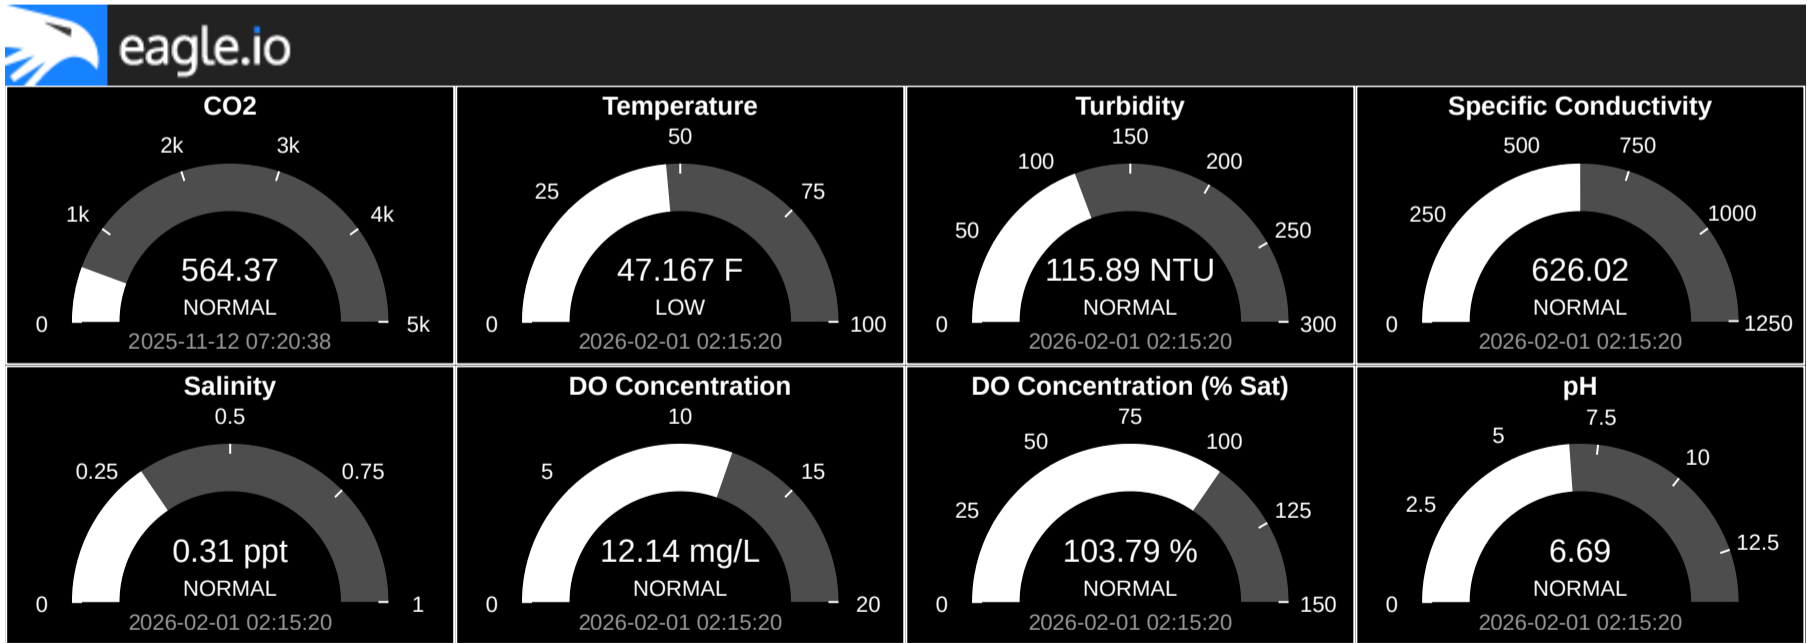 eagle.io
CO2
2k
3k
1k
4k
0
5k
564.37
NORMAL
2025-11-12 07:20:38
Temperature
50
25
75
0
100
47.167 F
LOW
2026-02-01 02:15:20
Turbidity
150
100
200
50
250
0
300
115.89 NTU
NORMAL
2026-02-01 02:15:20
Specific Conductivity
500
750
250
1000
0
1250
626.02
NORMAL
2026-02-01 02:15:20
Salinity
0.5
0.25
0.75
0
1
0.31 ppt
NORMAL
2026-02-01 02:15:20
DO Concentration
10
5
15
0
20
12.14 mg/L
NORMAL
2026-02-01 02:15:20
DO Concentration (% Sat)
75
50
100
25
125
0
150
103.79 %
NORMAL
2026-02-01 02:15:20
pH
7.5
5
10
2.5
12.5
0
6.69
NORMAL
2026-02-01 02:15:20